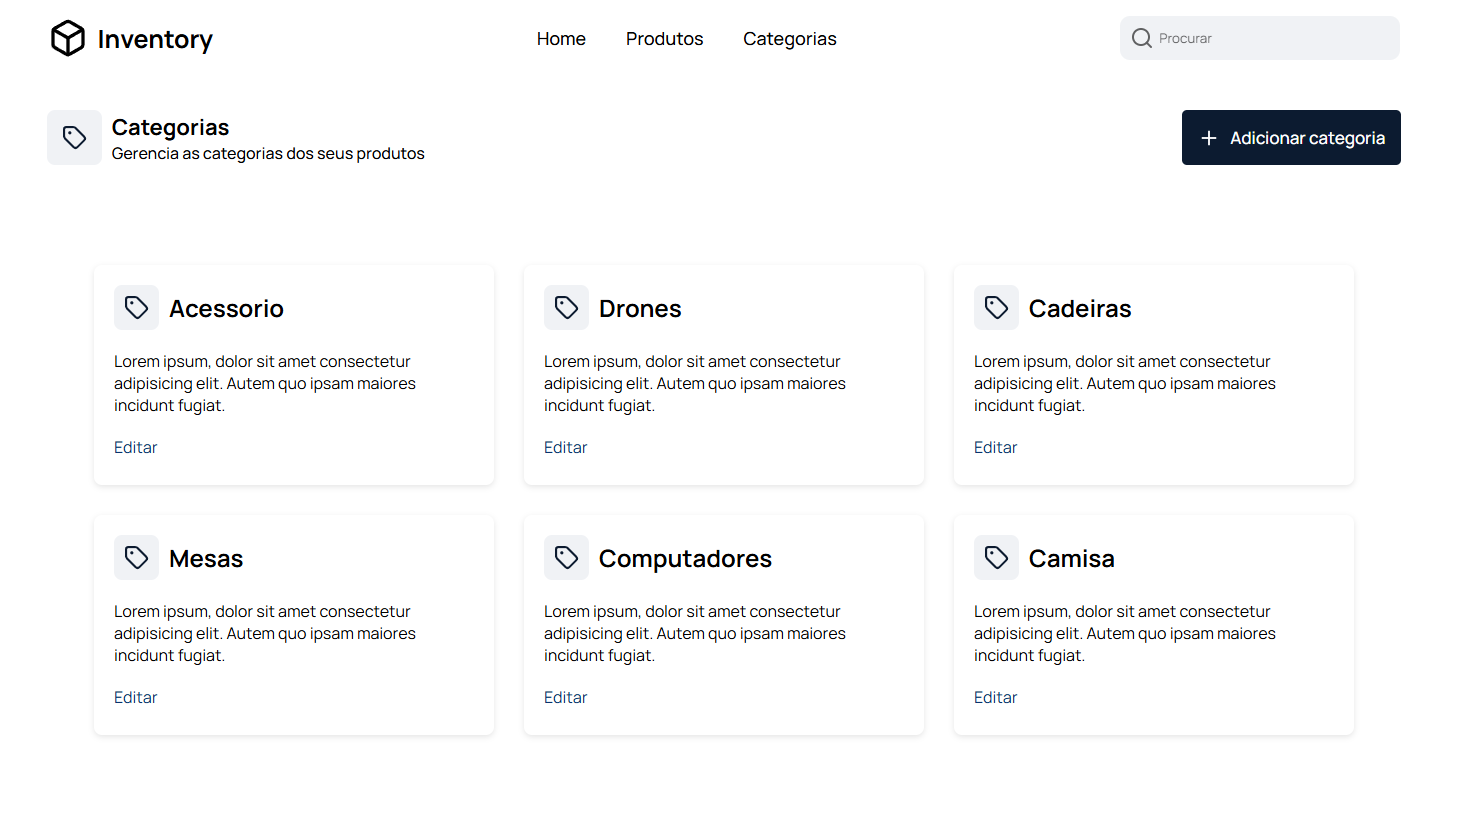 Inventory
Home
Produtos
Categorias
Procurar
Categorias
Gerencia as categorias dos seus produtos
Adicionar categoria
Acessorio
Lorem ipsum, dolor sit amet consectetur
adipisicing elit. Autem quo ipsam maiores
incidunt fugiat.
Editar
Drones
Lorem ipsum, dolor sit amet consectetur
adipisicing elit. Autem quo ipsam maiores
incidunt fugiat.
Editar
Cadeiras
Lorem ipsum, dolor sit amet consectetur
adipisicing elit. Autem quo ipsam maiores
incidunt fugiat.
Editar
Mesas
Lorem ipsum, dolor sit amet consectetur
adipisicing elit. Autem quo ipsam maiores
incidunt fugiat.
Editar
Computadores
Lorem ipsum, dolor sit amet consectetur
adipisicing elit. Autem quo ipsam maiores
incidunt fugiat.
Editar
Camisa
Lorem ipsum, dolor sit amet consectetur
adipisicing elit. Autem quo ipsam maiores
incidunt fugiat.
Editar